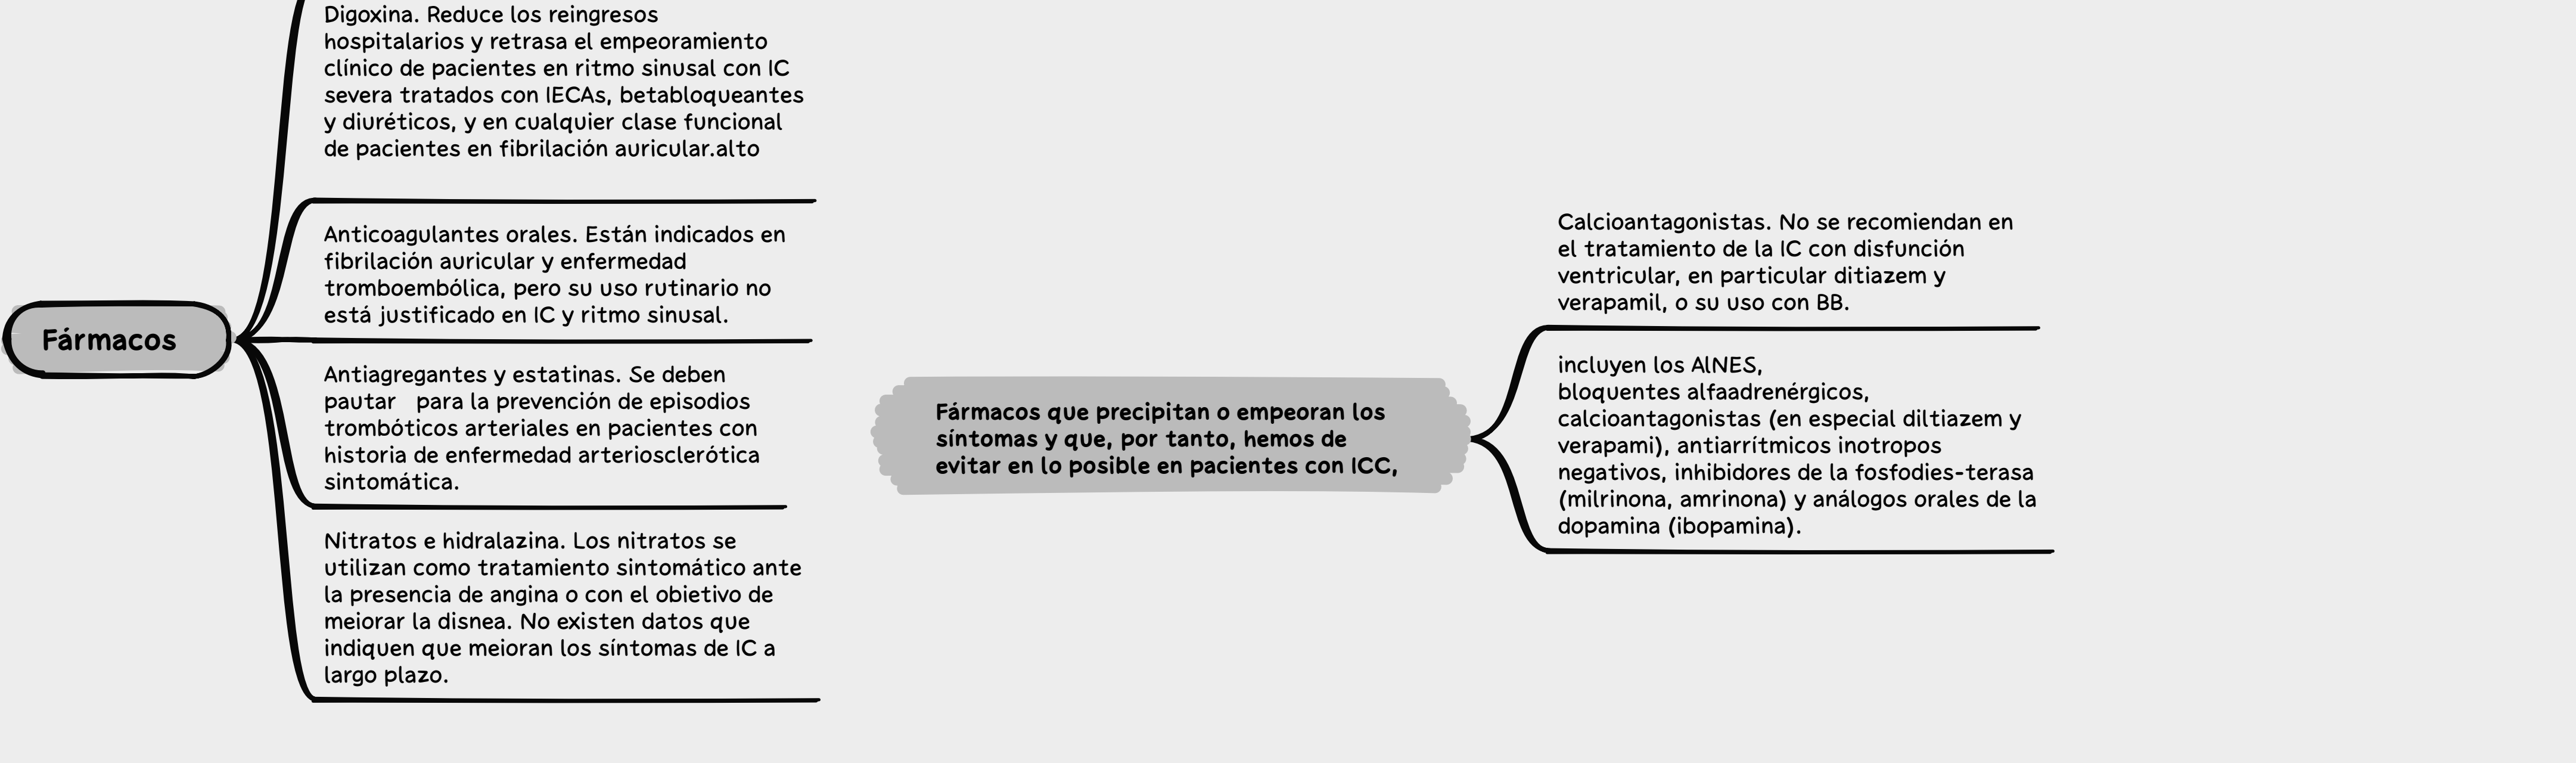 Digoxina. Reduce los reingresos
hospitalarios y retrasa el empeoramiento
clínico de pacientes en ritmo sinusal con IC
severa tratados con IECAs, betabloqueantes
y diuréticos, y en cualquier clase funcional
de pacientes en fibrilación auricular.alto
Anticoagulantes orales. Están indicados en
fibrilación auricular y enfermedad
tromboembólica, pero su uso rutinario no
está justificado en IC y ritmo sinusal.
Fármacos
Antiagregantes y estatinas. Se deben
pautar   para la prevención de episodios
trombóticos arteriales en pacientes con
historia de enfermedad arteriosclerótica
sintomática.
Nitratos e hidralazina. Los nitratos se
utilizan como tratamiento sintomático ante
la presencia de angina o con el obietivo de
meiorar la disnea. No existen datos que
indiquen que meioran los síntomas de IC a
largo plazo.
Fármacos que precipitan o empeoran los
síntomas y que, por tanto, hemos de
evitar en lo posible en pacientes con ICC,
Calcioantagonistas. No se recomiendan en
el tratamiento de la IC con disfunción
ventricular, en particular ditiazem y
verapamil, o su uso con BB.
incluyen los AlNES,
bloquentes alfaadrenérgicos,
calcioantagonistas (en especial diltiazem y
verapami), antiarrítmicos inotropos
negativos, inhibidores de la fosfodies-terasa
(milrinona, amrinona) y análogos orales de la
dopamina (ibopamina).